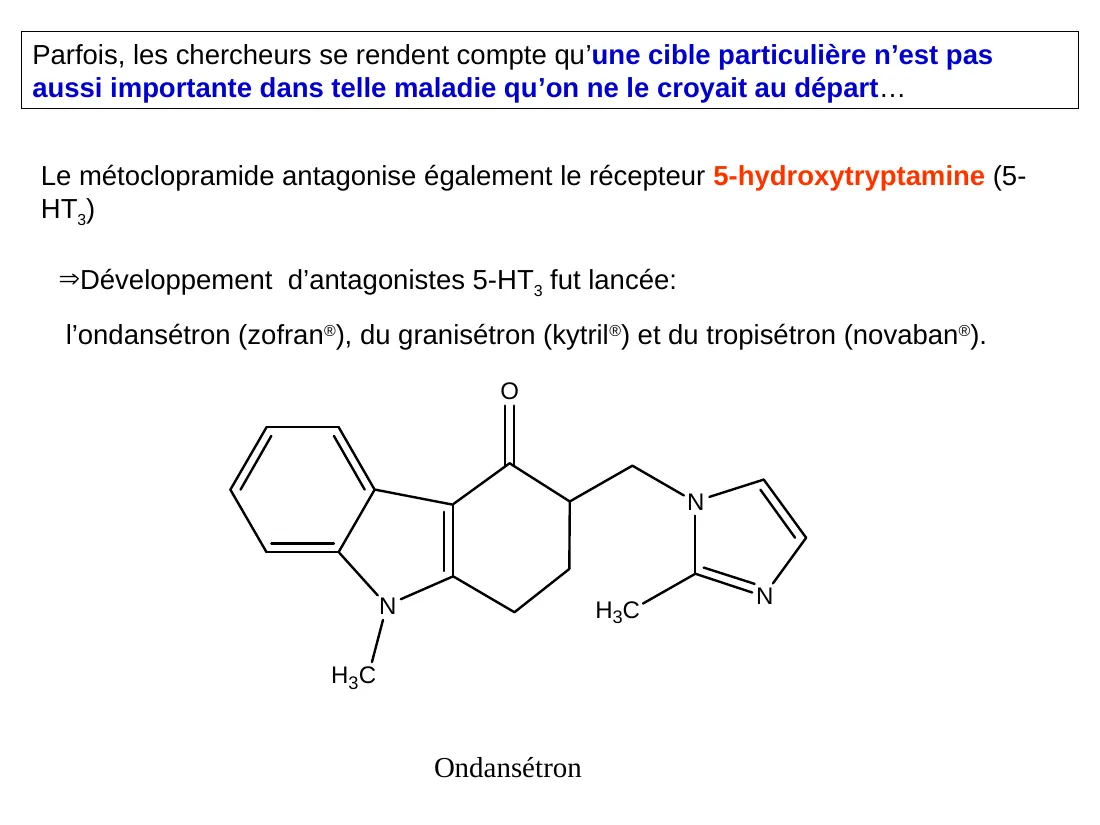 Parfois, les chercheurs se rendent compte qu’une cible particulière n’est pas
aussi importante dans telle maladie qu’on ne le croyait au départ…
Le métoclopramide antagonise également le récepteur 5-hydroxytryptamine (5-
HT3)
⇒Développement  d’antagonistes 5-HT3 fut lancée:
l’ondansétron (zofran®), du granisétron (kytril®) et du tropisétron (novaban®).
O
N
N
H3C
N
H3C
Ondansétron